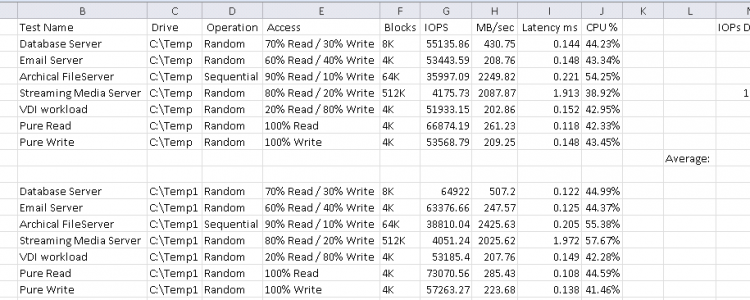 B C D E F G H I J K L M
Test Name Drive Operation Access Blocks IOPS MB/sec Latency ms CPU % IOPs D
Database Server C:\Temp Random 70% Read / 30% Write 8K 55135.86 430.75 0.144 44.23%
Email Server C:\Temp Random 60% Read / 40% Write 4K 53443.59 208.76 0.148 43.34%
Archical FileServer C:\Temp Sequential 90% Read / 10% Write 64K 35997.09 2249.82 0.221 54.25%
Streaming Media Server C:\Temp Random 80% Read / 20% Write 512K 4175.73 2087.87 1.913 38.92% 1
VDI workload C:\Temp Random 20% Read / 80% Write 4K 51933.15 202.86 0.152 42.95%
Pure Read C:\Temp Random 100% Read 4K 66874.19 261.23 0.118 42.33%
Pure Write C:\Temp Random 100% Write 4K 53568.79 209.25 0.148 43.45%
Average:
Database Server C:\Temp1 Random 70% Read / 30% Write 8K 64922 507.2 0.122 44.99%
Email Server C:\Temp1 Random 60% Read / 40% Write 4K 63376.66 247.57 0.125 44.37%
Archical FileServer C:\Temp1 Sequential 90% Read / 10% Write 64K 38810.04 2425.63 0.205 55.38%
Streaming Media Server C:\Temp1 Random 80% Read / 20% Write 512K 4051.24 2025.62 1.972 57.67%
VDI workload C:\Temp1 Random 20% Read / 80% Write 4K 53185.4 207.76 0.149 42.28%
Pure Read C:\Temp1 Random 100% Read 4K 73070.56 285.43 0.108 44.59%
Pure Write C:\Temp1 Random 100% Write 4K 57263.27 223.68 0.138 41.46%